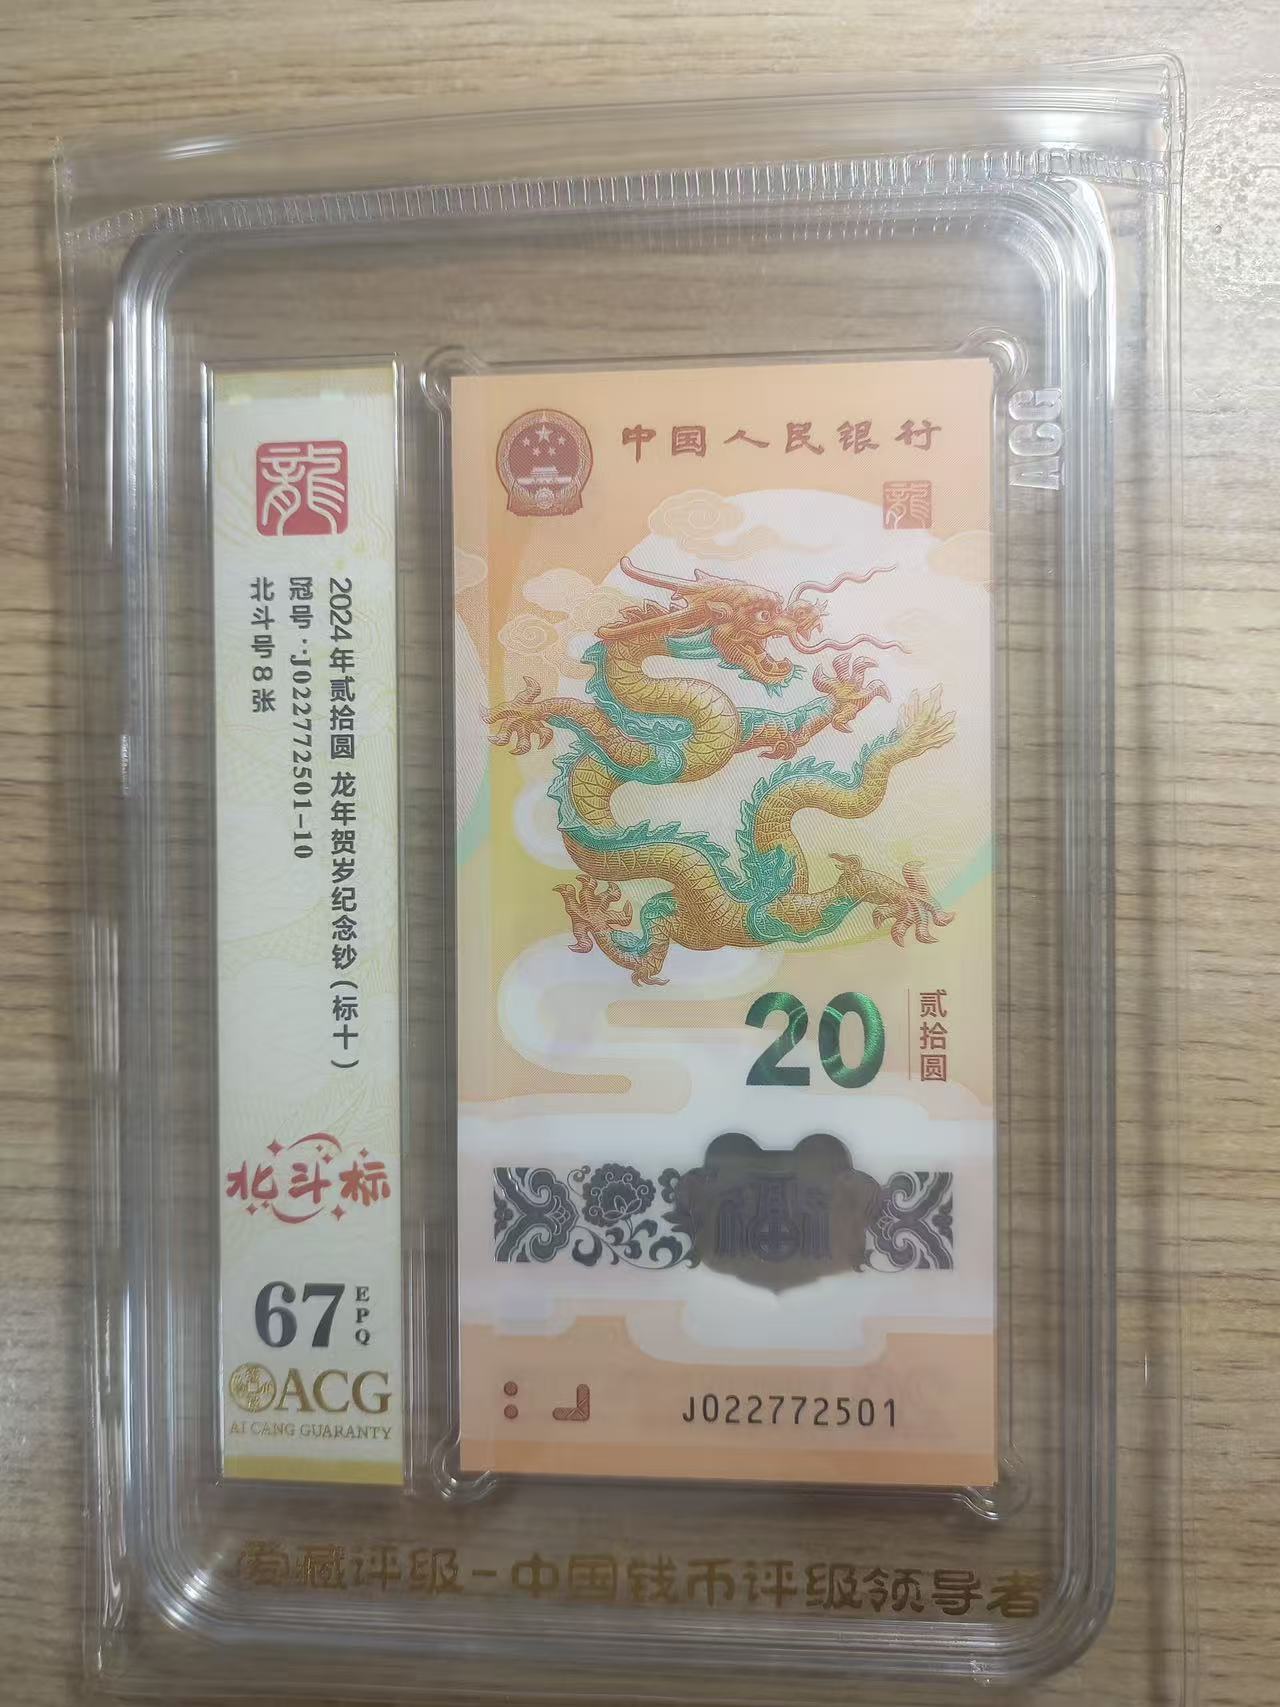 龍
2024年贰拾圆 龙年贺岁纪念钞(标十)
冠号:J022772501-10
北斗号8张
北斗标
67
EPQ
ACG
AI CANG GUARANTY
中国人民银行
龍
20
贰拾圆
J022772501
ACG
爱藏评级-中国钱币评级领导者